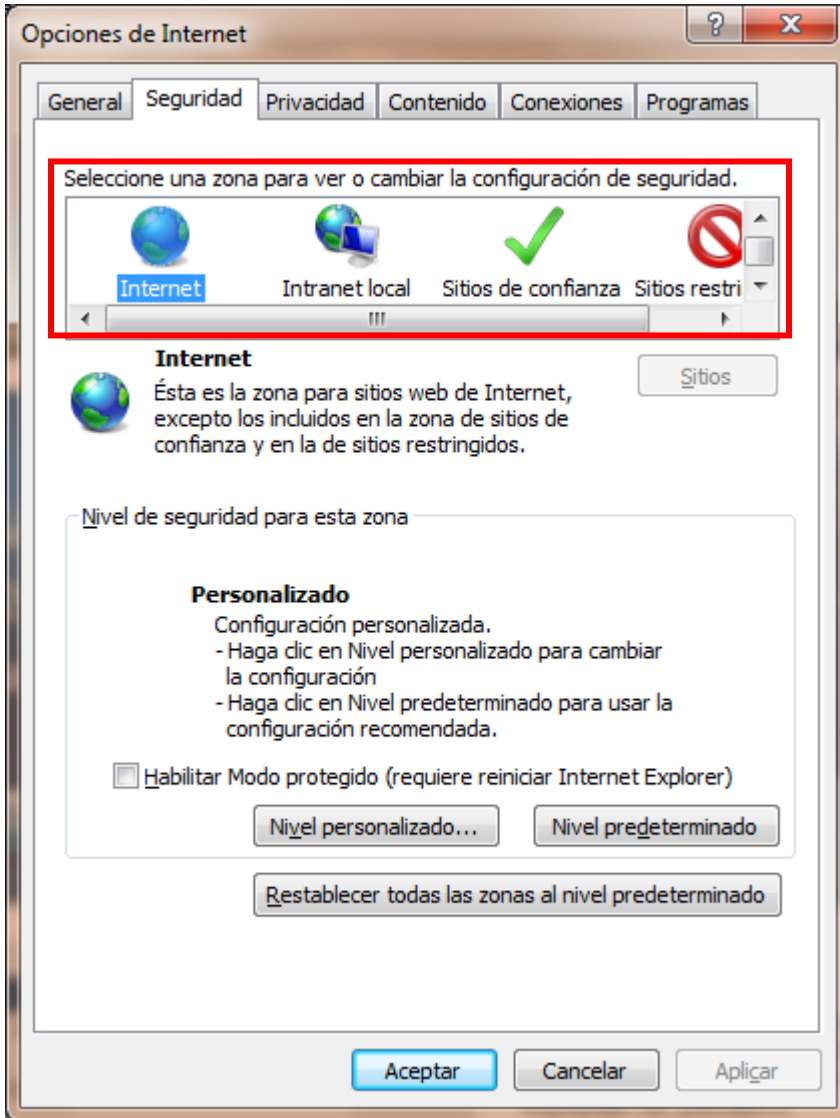 Opciones de Internet
General Seguridad Privacidad Contenido Conexiones Programas
Seleccione una zona para ver o cambiar la configuración de seguridad.
Internet Intranet local Sitios de confianza Sitios restri
Internet
Sitios
Ésta es la zona para sitios web de Internet,
excepto los incluidos en la zona de sitios de
confianza y en la de sitios restringidos.
Nivel de seguridad para esta zona
Personalizado
Configuración personalizada.
- Haga clic en Nivel personalizado para cambiar
la configuración
- Haga clic en Nivel predeterminado para usar la
configuración recomendada.
Habilitar Modo protegido (requiere reiniciar Internet Explorer)
Nivel personalizado... Nivel predeterminado
Restablecer todas las zonas al nivel predeterminado
Aceptar Cancelar Aplicar